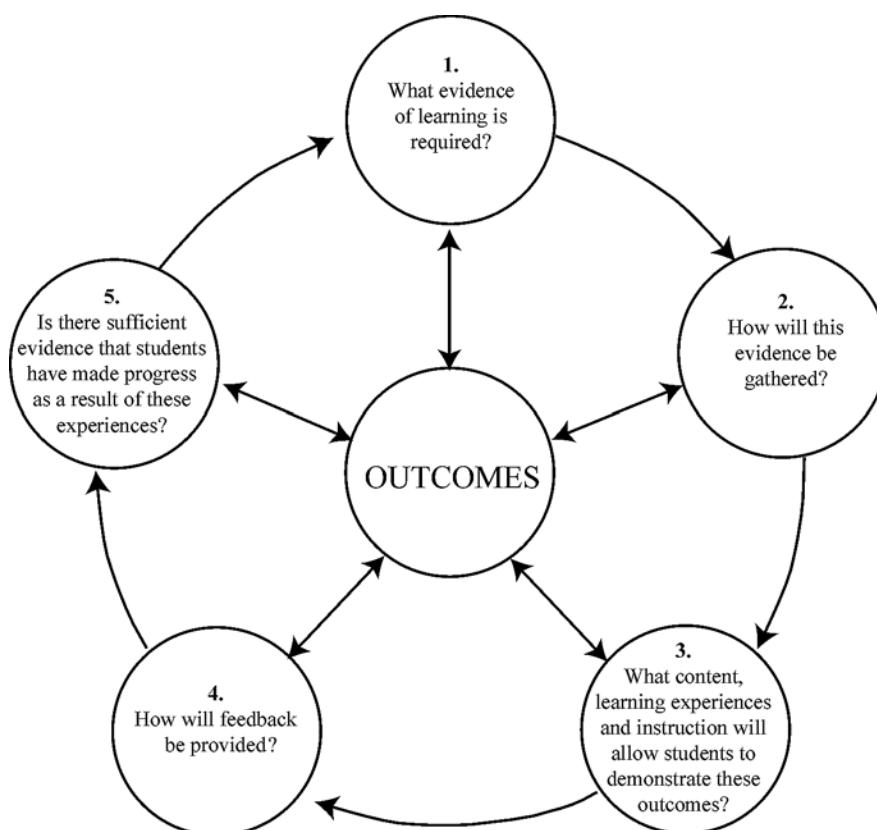 1.
What evidence
of learning is
required?
2.
How will this
evidence be
gathered?
3.
What content,
learning experiences
and instruction will
allow students to
demonstrate these
outcomes?
4.
How will feedback
be provided?
5.
Is there sufficient
evidence that students
have made progress
as a result of these
experiences?
OUTCOMES